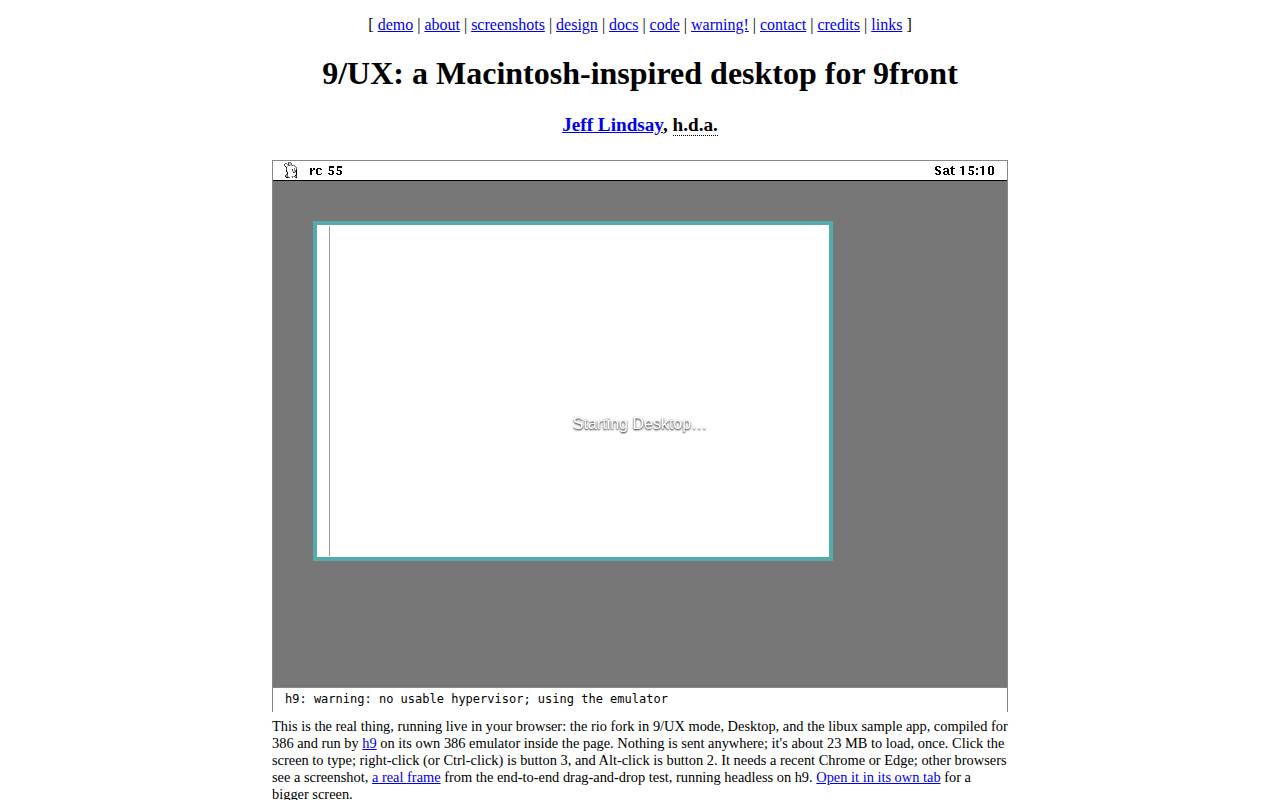 [ demo | about | screenshots | design | docs | code | warning! | contact | credits | links ]
9/UX: a Macintosh-inspired desktop for 9front
Jeff Lindsay, h.d.a.
rc 55 Sat 15:10
Starting Desktop...
h9: warning: no usable hypervisor; using the emulator
This is the real thing, running live in your browser: the rio fork in 9/UX mode, Desktop, and the libux sample app, compiled for
386 and run by h9 on its own 386 emulator inside the page. Nothing is sent anywhere; it's about 23 MB to load, once. Click the
screen to type; right-click (or Ctrl-click) is button 3, and Alt-click is button 2. It needs a recent Chrome or Edge; other browsers
see a screenshot, a real frame from the end-to-end drag-and-drop test, running headless on h9. Open it in its own tab for a
bigger screen.